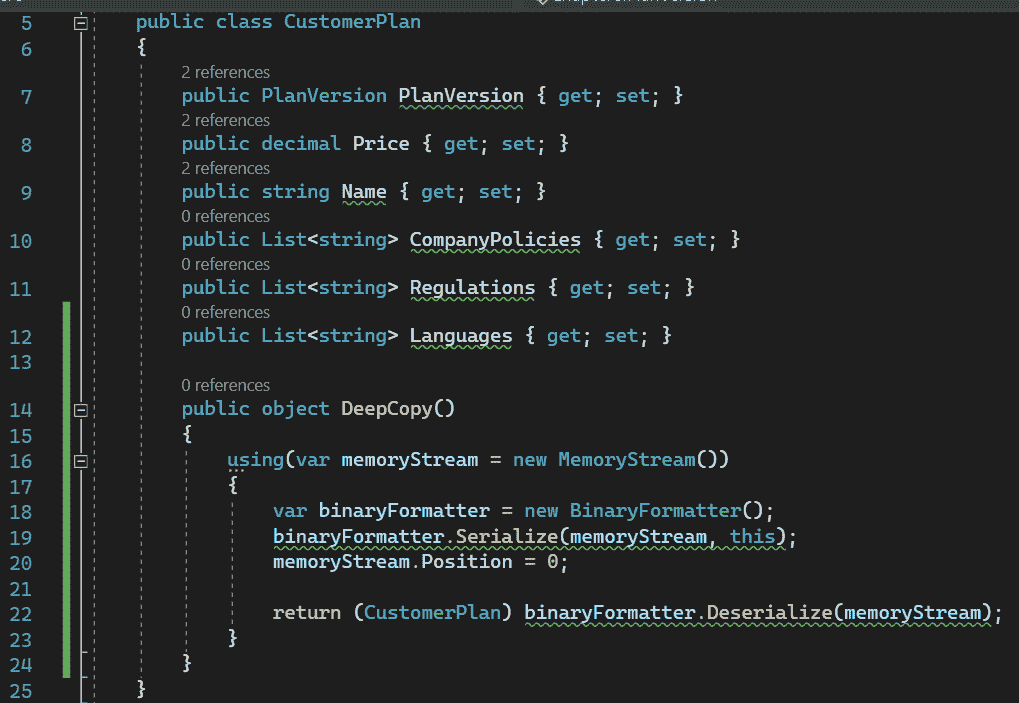 5 public class CustomerPlan
6 {
2 references
7 public PlanVersion PlanVersion { get; set; }
2 references
8 public decimal Price { get; set; }
2 references
9 public string Name { get; set; }
0 references
10 public List<string> CompanyPolicies { get; set; }
0 references
11 public List<string> Regulations { get; set; }
0 references
12 public List<string> Languages { get; set; }
13
0 references
14 public object DeepCopy()
15 {
16 using(var memoryStream = new MemoryStream())
17 {
18 var binaryFormatter = new BinaryFormatter();
19 binaryFormatter.Serialize(memoryStream, this);
20 memoryStream.Position = 0;
21
22 return (CustomerPlan) binaryFormatter.Deserialize(memoryStream);
23 }
24 }
25 }